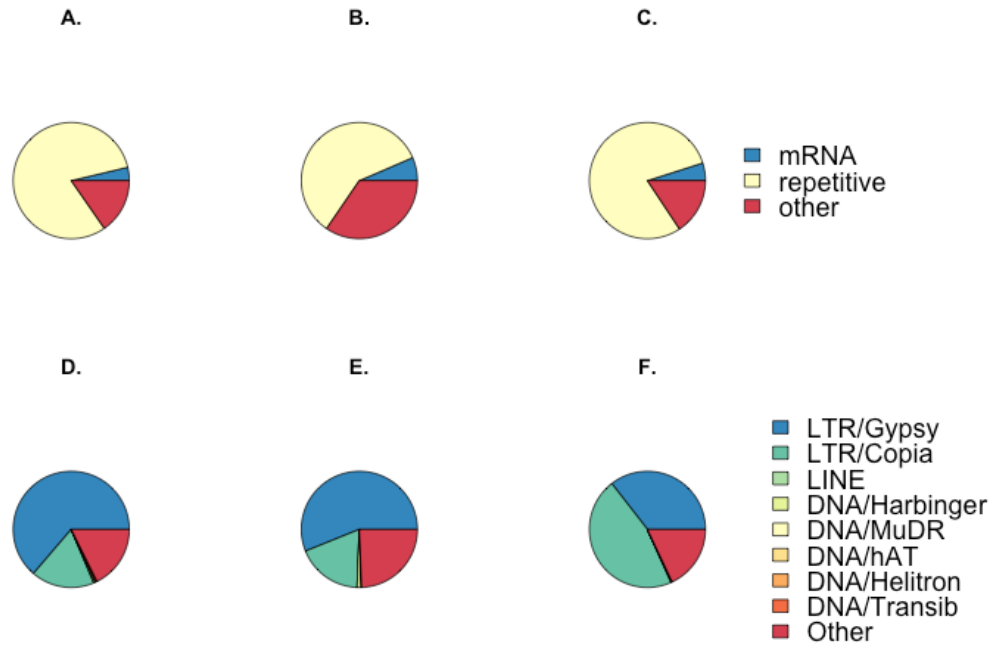 A.
B.
C.
mRNA
repetitive
other
D.
E.
F.
LTR/Gypsy
LTR/Copia
LINE
DNA/Harbinger
DNA/MuDR
DNA/hAT
DNA/Helitron
DNA/Transib
Other